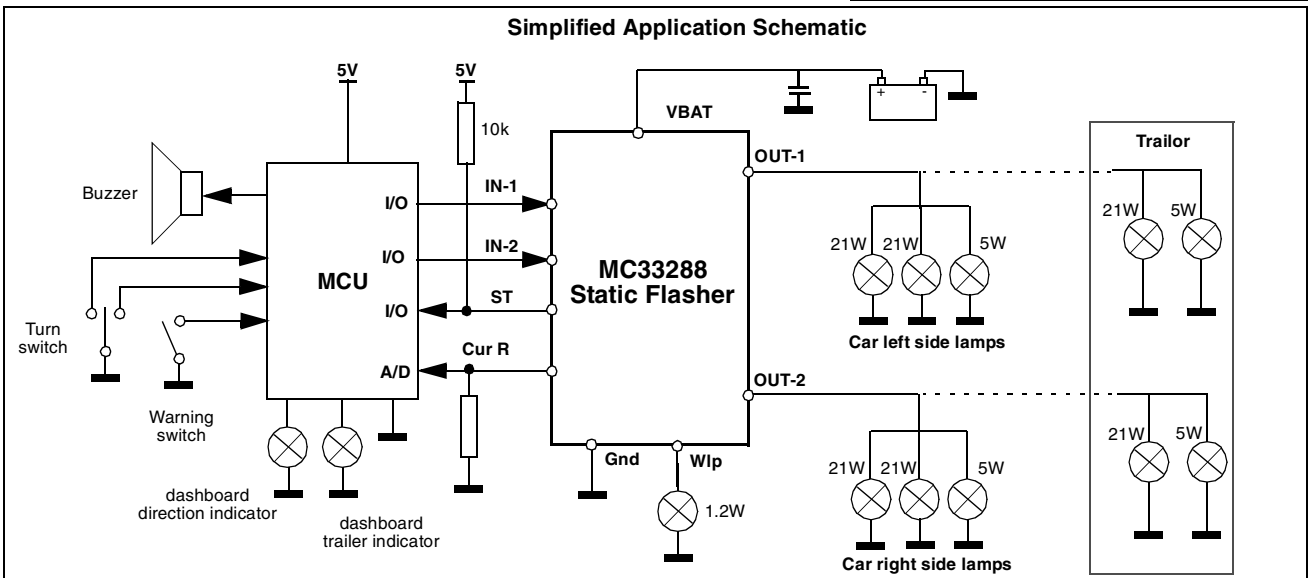 Simplified Application Schematic
5V
5V
VBAT
+
-
10k
Trailor
OUT-1
Buzzer
I/O
IN-1
21W
5W
I/O
IN-2
21W
21W
5W
MCU
MC33288
Static Flasher
I/O
ST
Turn
switch
Car left side lamps
Cur R
A/D
OUT-2
Warning
switch
21W
5W
Gnd
Wlp
21W
21W
5W
dashboard
direction indicator
1.2W
dashboard
trailer indicator
Car right side lamps